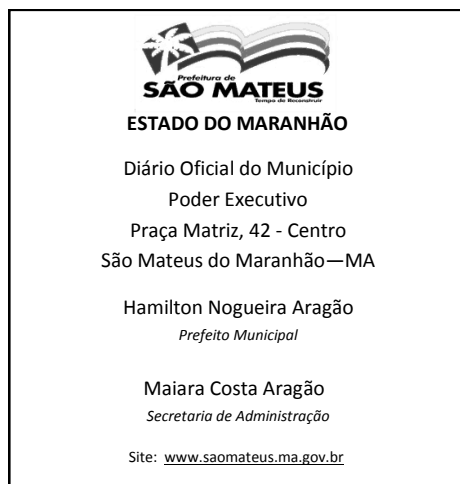 Prefeitura de
SÃO MATEUS
Tempo de Reconstruir
ESTADO DO MARANHÃO
Diário Oficial do Município
Poder Executivo
Praça Matriz, 42 - Centro
São Mateus do Maranhão—MA
Hamilton Nogueira Aragão
Prefeito Municipal
Maiara Costa Aragão
Secretaria de Administração
Site: www.saomateus.ma.gov.br